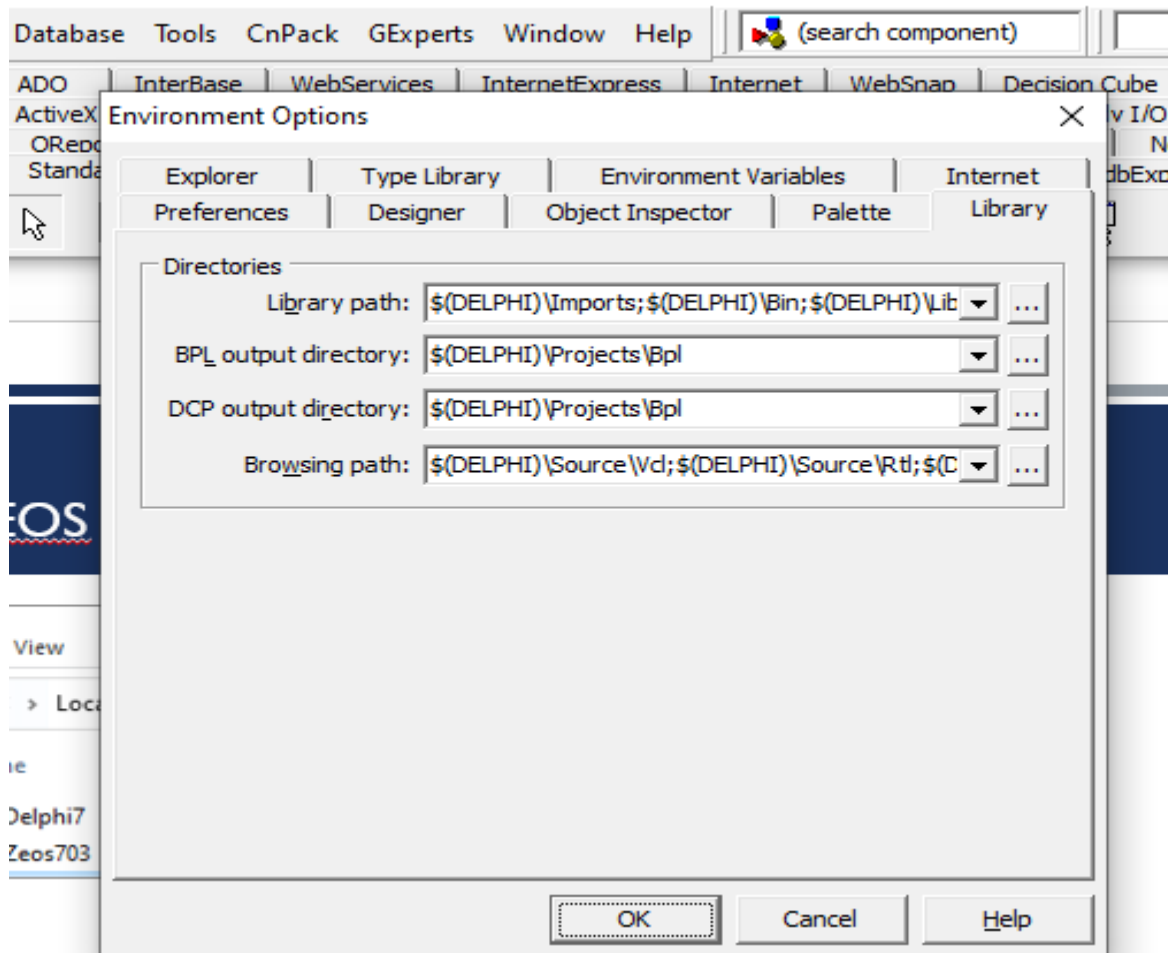 Database Tools CnPack GExperts Window Help (search component)
ADO InterBase WebServices InternetExpress Internet WebSnap Decision Cube
ActiveX
Environment Options
Explorer Type Library Environment Variables Internet
Preferences Designer Object Inspector Palette Library
Directories
Library path: $(DELPHI)\Imports;$(DELPHI)\Bin;$(DELPHI)\Lib ...
BPL output directory: $(DELPHI)\Projects\Bpl ...
DCP output directory: $(DELPHI)\Projects\Bpl ...
Browsing path: $(DELPHI)\Source\Vcl;$(DELPHI)\Source\Rtl;$(D ...
EOS
View
> Loca
Delphi7
Zeos703
OK Cancel Help